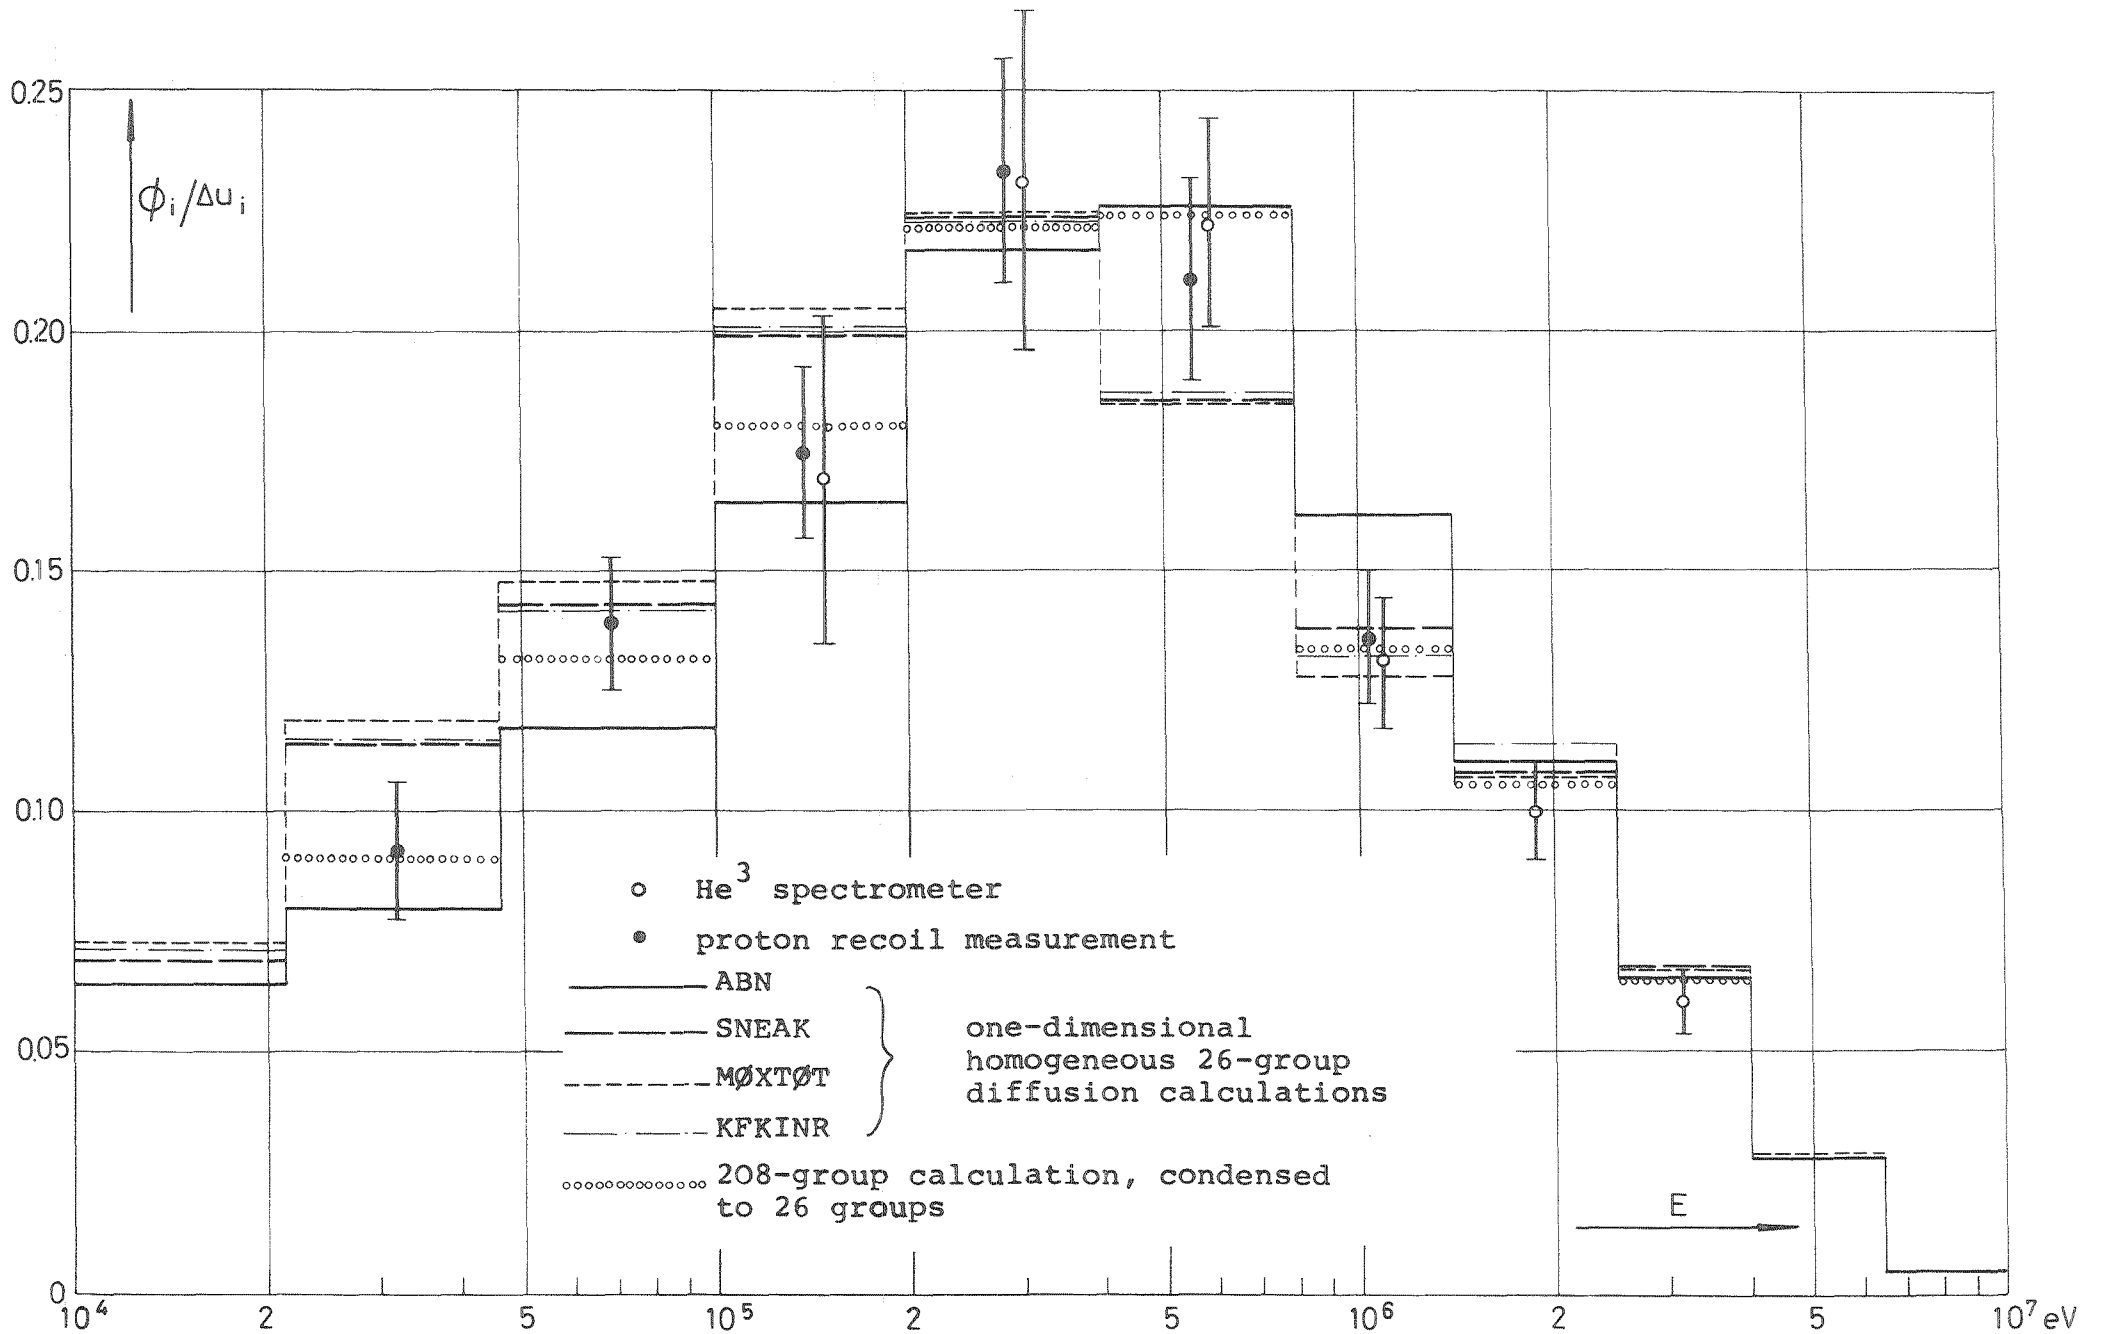 0.25
ϕi/Δui
0.20
0.15
0.10
0.05
0
He3 spectrometer
proton recoil measurement
ABN
SNEAK
MØXTØT
KFKINR
one-dimensional
homogeneous 26-group
diffusion calculations
208-group calculation, condensed
to 26 groups
E
10⁴ 2 5 10⁵ 2 5 10⁶ 2 5 10⁷ eV